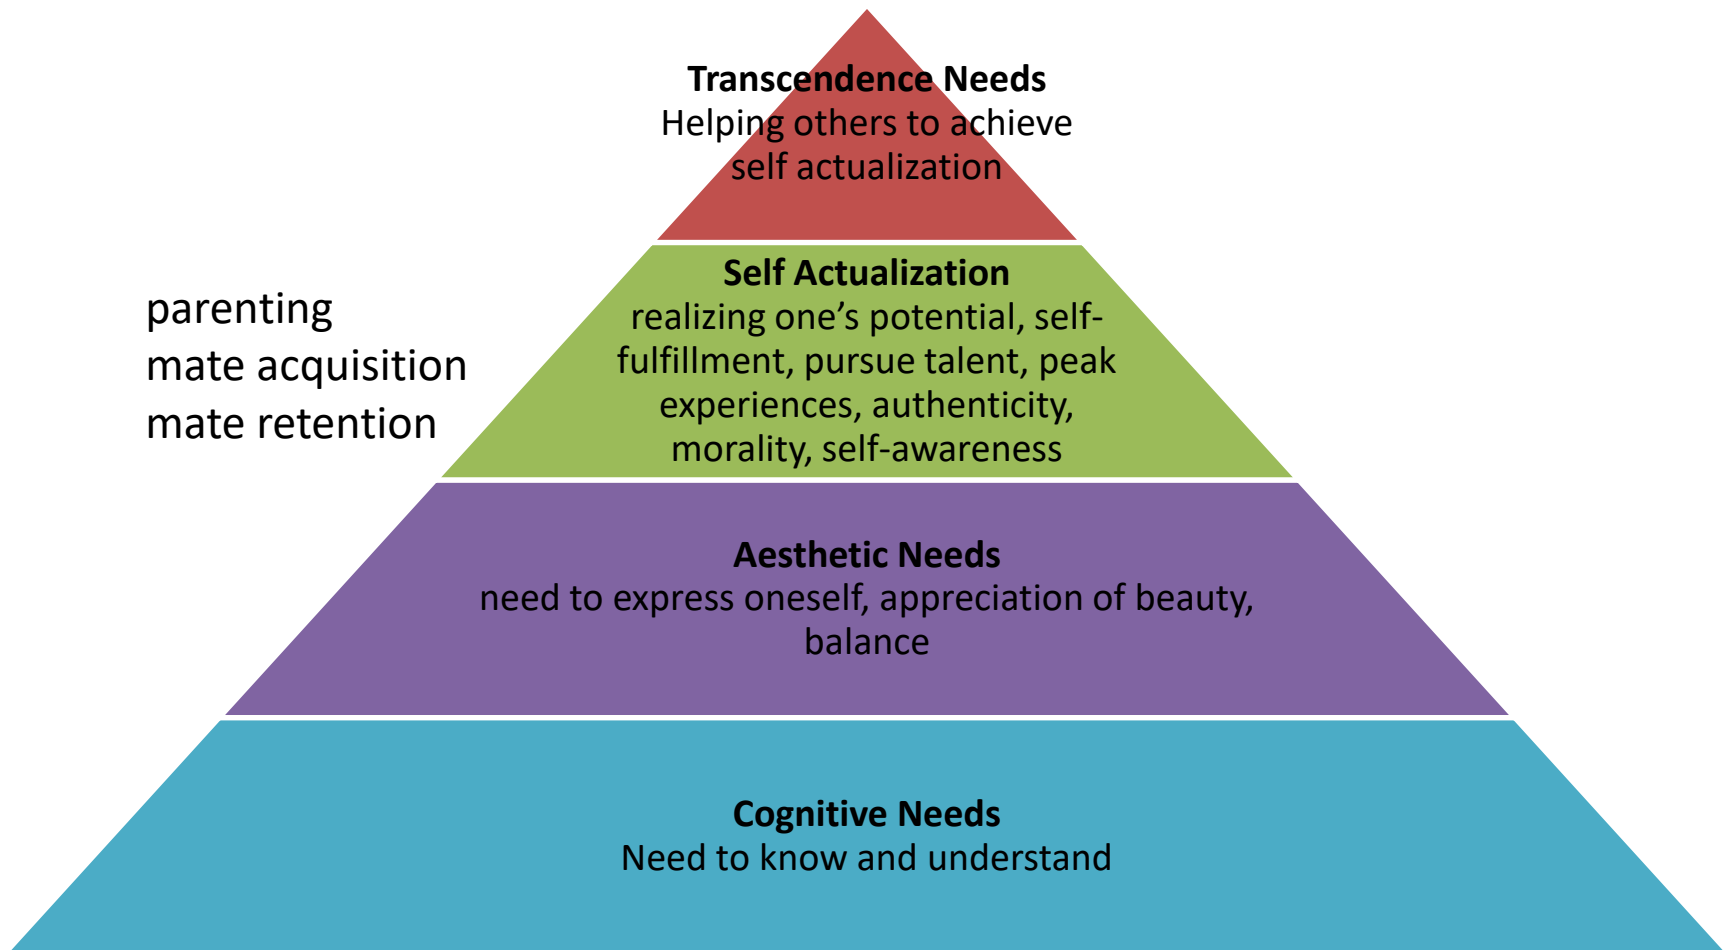 Transcendence Needs
Helping others to achieve
self actualization
Self Actualization
realizing one’s potential, self-
fulfillment, pursue talent, peak
experiences, authenticity,
morality, self-awareness
parenting
mate acquisition
mate retention
Aesthetic Needs
need to express oneself, appreciation of beauty,
balance
Cognitive Needs
Need to know and understand